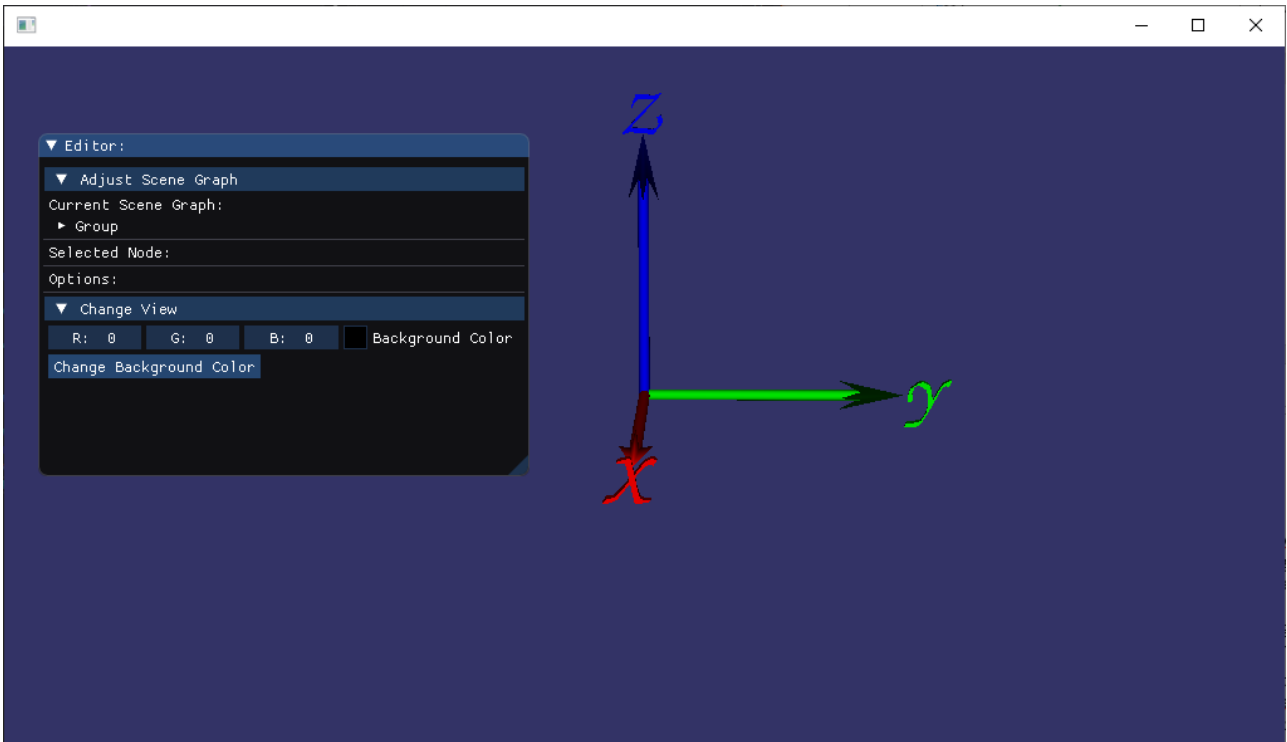 Editor:
Adjust Scene Graph
Current Scene Graph:
Group
Selected Node:
Options:
Change View
R: 0 G: 0 B: 0 Background Color
Change Background Color
Z
Y
X